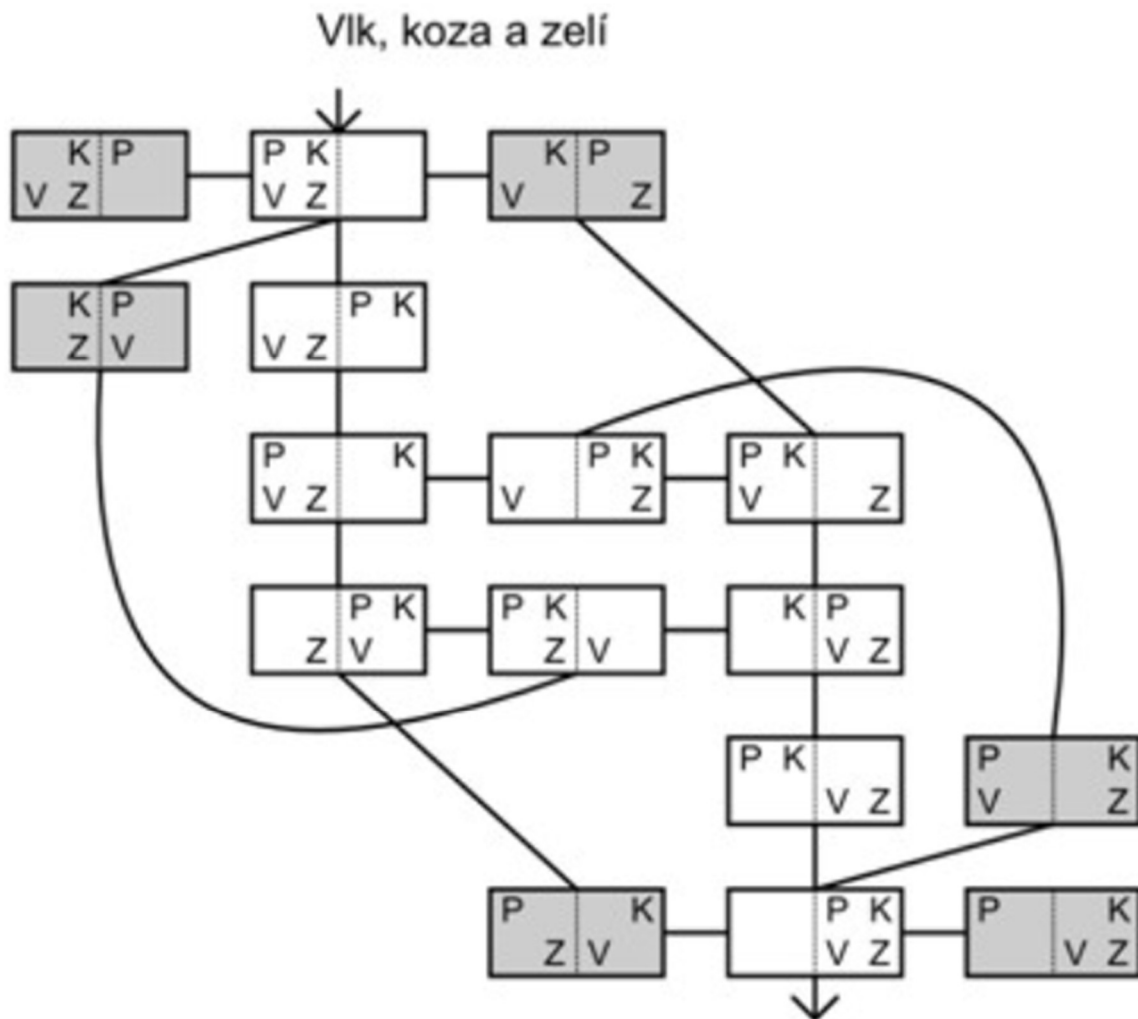 Vlk, koza a zelí
K P P K K P
V Z V Z V Z
K P P K
Z V V Z
P K P K P K
V Z V Z V Z
P K P K K P
Z V Z V V Z
P K P K
V Z V Z
P K P K P K
Z V V Z V Z